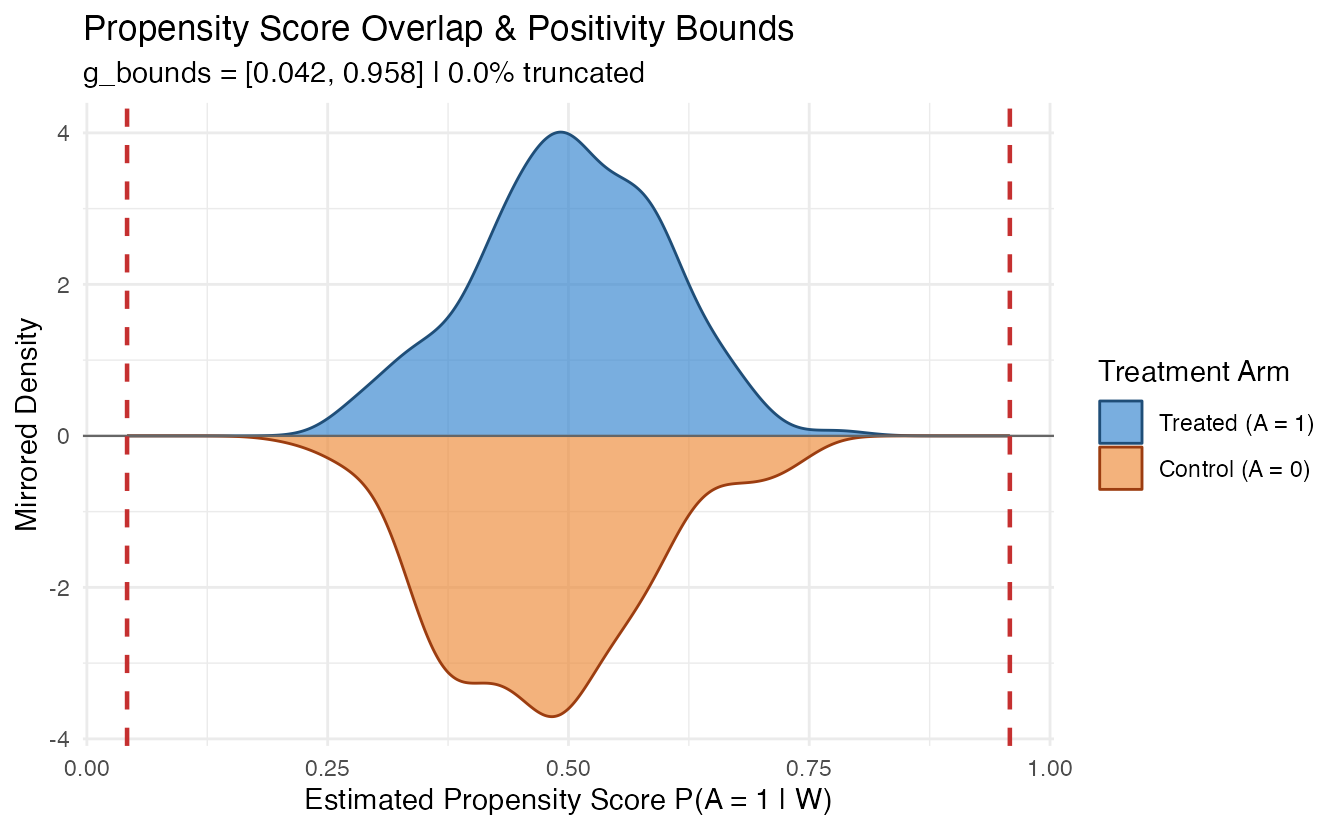 Propensity Score Overlap & Positivity Bounds
g_bounds = [0.042, 0.958] | 0.0% truncated
Mirrored Density
4
2
0
-2
-4
0.00
0.25
0.50
0.75
1.00
Estimated Propensity Score P(A = 1 | W)
Treatment Arm
Treated (A = 1)
Control (A = 0)